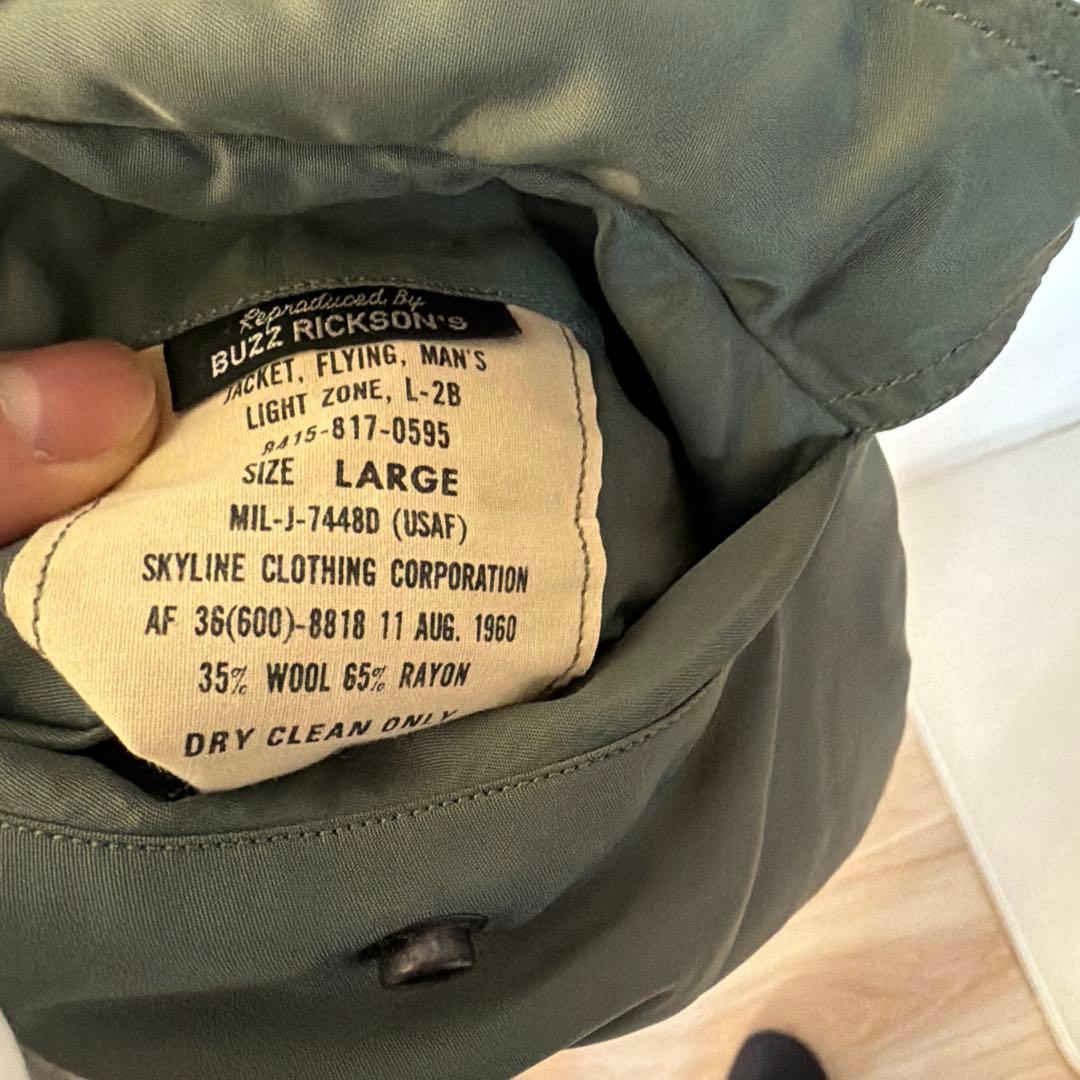 Reproduced By
BUZZ RICKSON'S
JACKET, FLYING, MAN'S
LIGHT ZONE, L-2B
8415-817-0595
SIZE LARGE
MIL-J-7448D (USAF)
SKYLINE CLOTHING CORPORATION
AF 36(600)-8818 11 AUG. 1960
35% WOOL 65% RAYON
DRY CLEAN ONLY